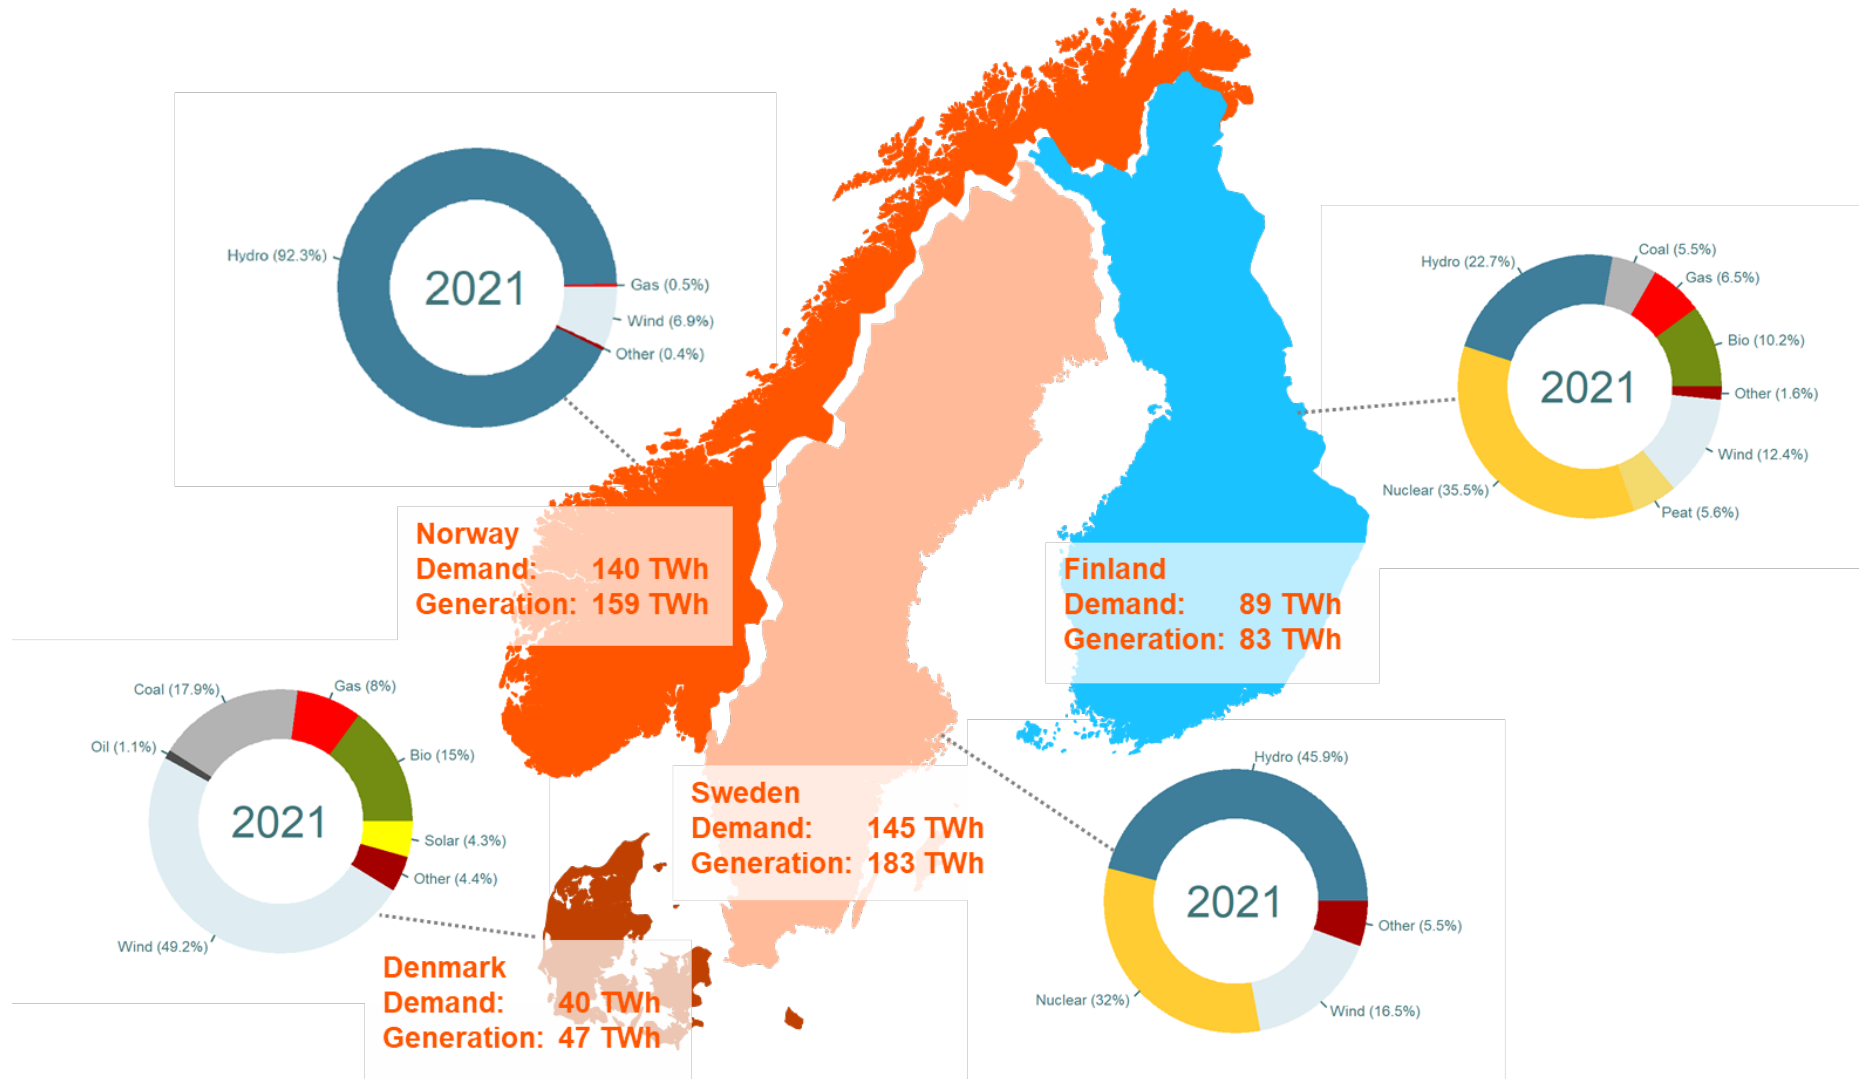 Hydro (92.3%)
2021
Gas (0.5%)
Wind (6.9%)
Other (0.4%)
Hydro (22.7%)
Coal (5.5%)
Gas (6.5%)
Bio (10.2%)
2021
Other (1.6%)
Wind (12.4%)
Nuclear (35.5%)
Peat (5.6%)
Norway
Demand: 140 TWh
Generation: 159 TWh
Finland
Demand: 89 TWh
Generation: 83 TWh
Coal (17.9%)
Gas (8%)
Oil (1.1%)
Bio (15%)
2021
Solar (4.3%)
Other (4.4%)
Wind (49.2%)
Sweden
Demand: 145 TWh
Generation: 183 TWh
Hydro (45.9%)
2021
Other (5.5%)
Nuclear (32%)
Wind (16.5%)
Denmark
Demand: 40 TWh
Generation: 47 TWh